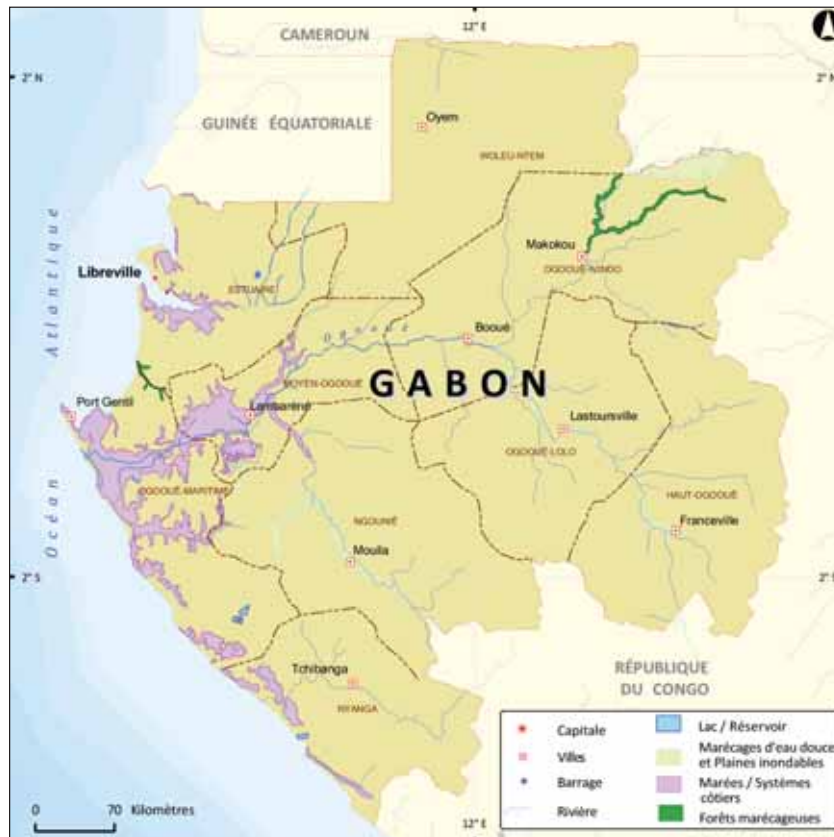 12° E
CAMEROUN
2° N
2° N
Oyem
GUINÉE ÉQUATORIALE
WOLEU-NTEM
Makokou
Libreville
OGOOUÉ-IVINDO
ESTUAIRE
Océan Atlantique
Ogooué
Booué
MOYEN-OGOOUÉ
GABON
Port Gentil
Lambaréné
Lastoursville
OGOOUÉ-LOLO
OGOOUÉ-MARITIME
HAUT-OGOOUÉ
NGOUNIÉ
Franceville
Mouila
2° S
2° S
Tchibanga
RÉPUBLIQUE
DU CONGO
NYANGA
Capitale
Villes
Barrage
Rivière
Lac / Réservoir
Marécages d'eau douce
et Plaines inondables
Marées / Systèmes
côtiers
Forêts marécageuses
0 70 Kilomètres
12° E